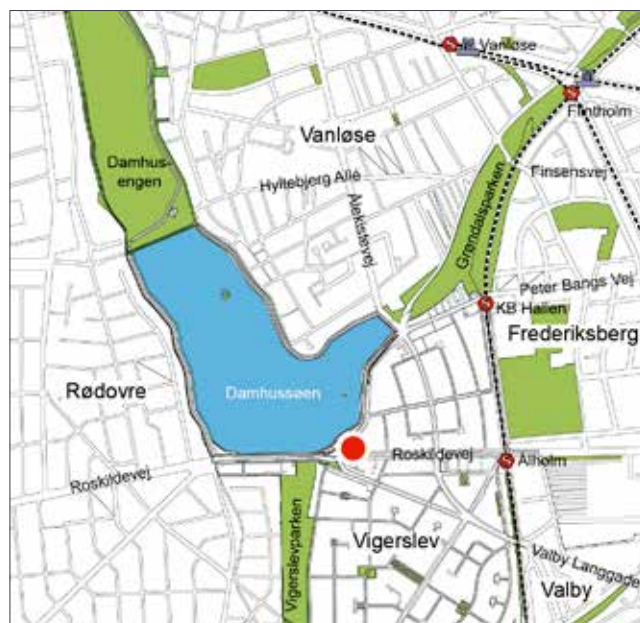 Vanløse
Flintholm
Vanløse
Damhus-
engen
Hyltebjerg Allé
Finsensvej
Ålekistevej
Grøndalsparken
Peter Bangs Vej
KB Hallen
Frederiksberg
Rødovre
Damhussøen
Roskildevej
Ålholm
Roskildevej
Vigerslevparken
Vigerslev
Valby Langgade
Valby